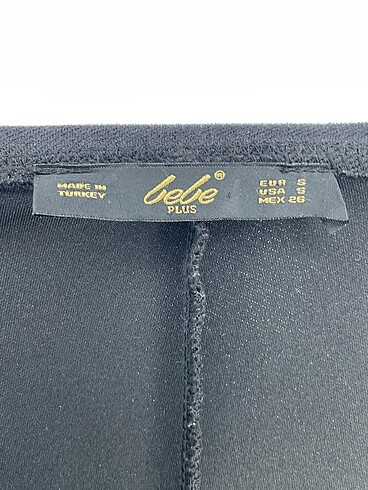 MADE IN
TURKEY
bebe®
PLUS
EUR S
USA S
MEX 26